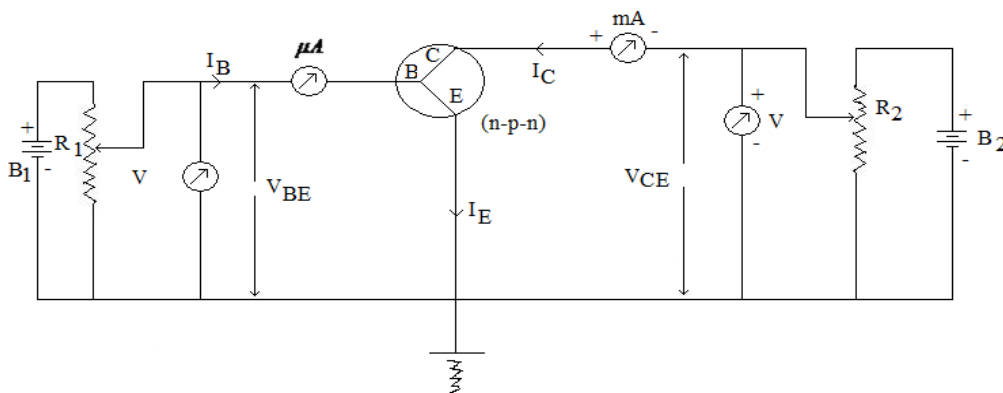 mA
+ -
μA
I_B
C
I_C
B
E
+
R_1
B_1
-
V
V_BE
(n-p-n)
V_CE
+
V
-
R_2
+
B_2
-
I_E